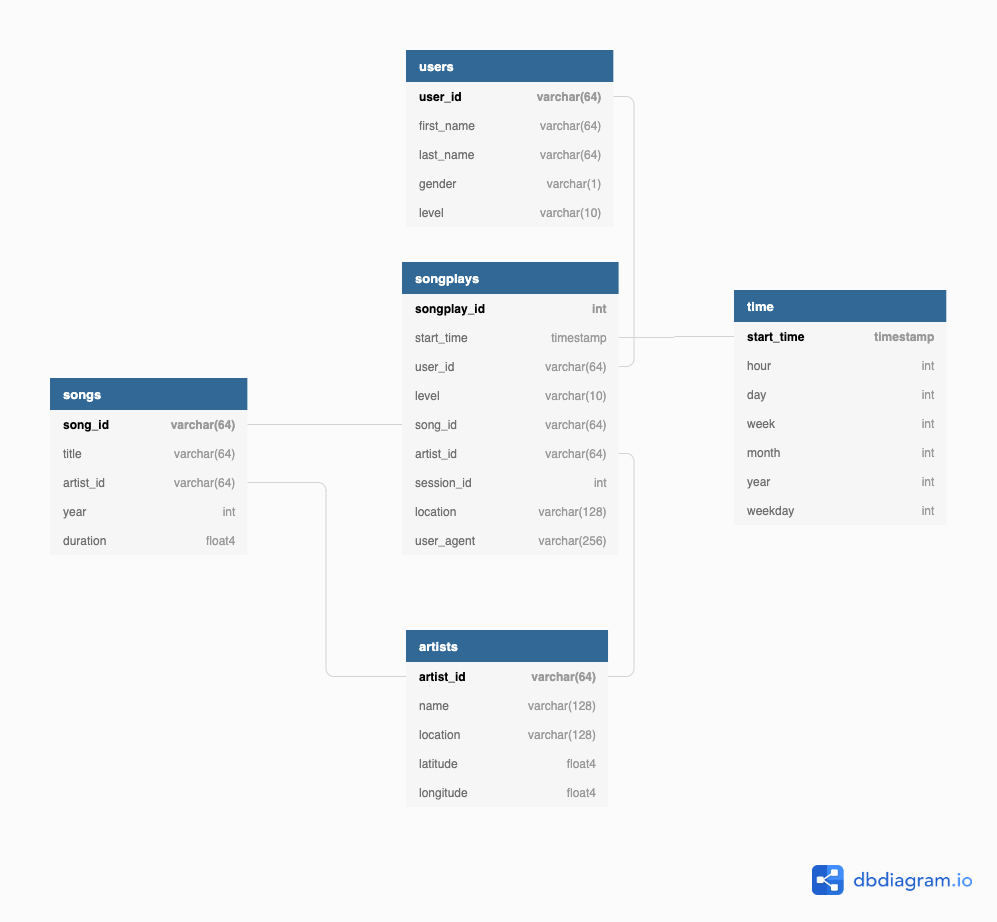 users
user_id varchar(64)
first_name varchar(64)
last_name varchar(64)
gender varchar(1)
level varchar(10)
songplays
songplay_id int
start_time timestamp
user_id varchar(64)
level varchar(10)
song_id varchar(64)
artist_id varchar(64)
session_id int
location varchar(128)
user_agent varchar(256)
time
start_time timestamp
hour int
day int
week int
month int
year int
weekday int
songs
song_id varchar(64)
title varchar(64)
artist_id varchar(64)
year int
duration float4
artists
artist_id varchar(64)
name varchar(128)
location varchar(128)
latitude float4
longitude float4
dbdiagram.io